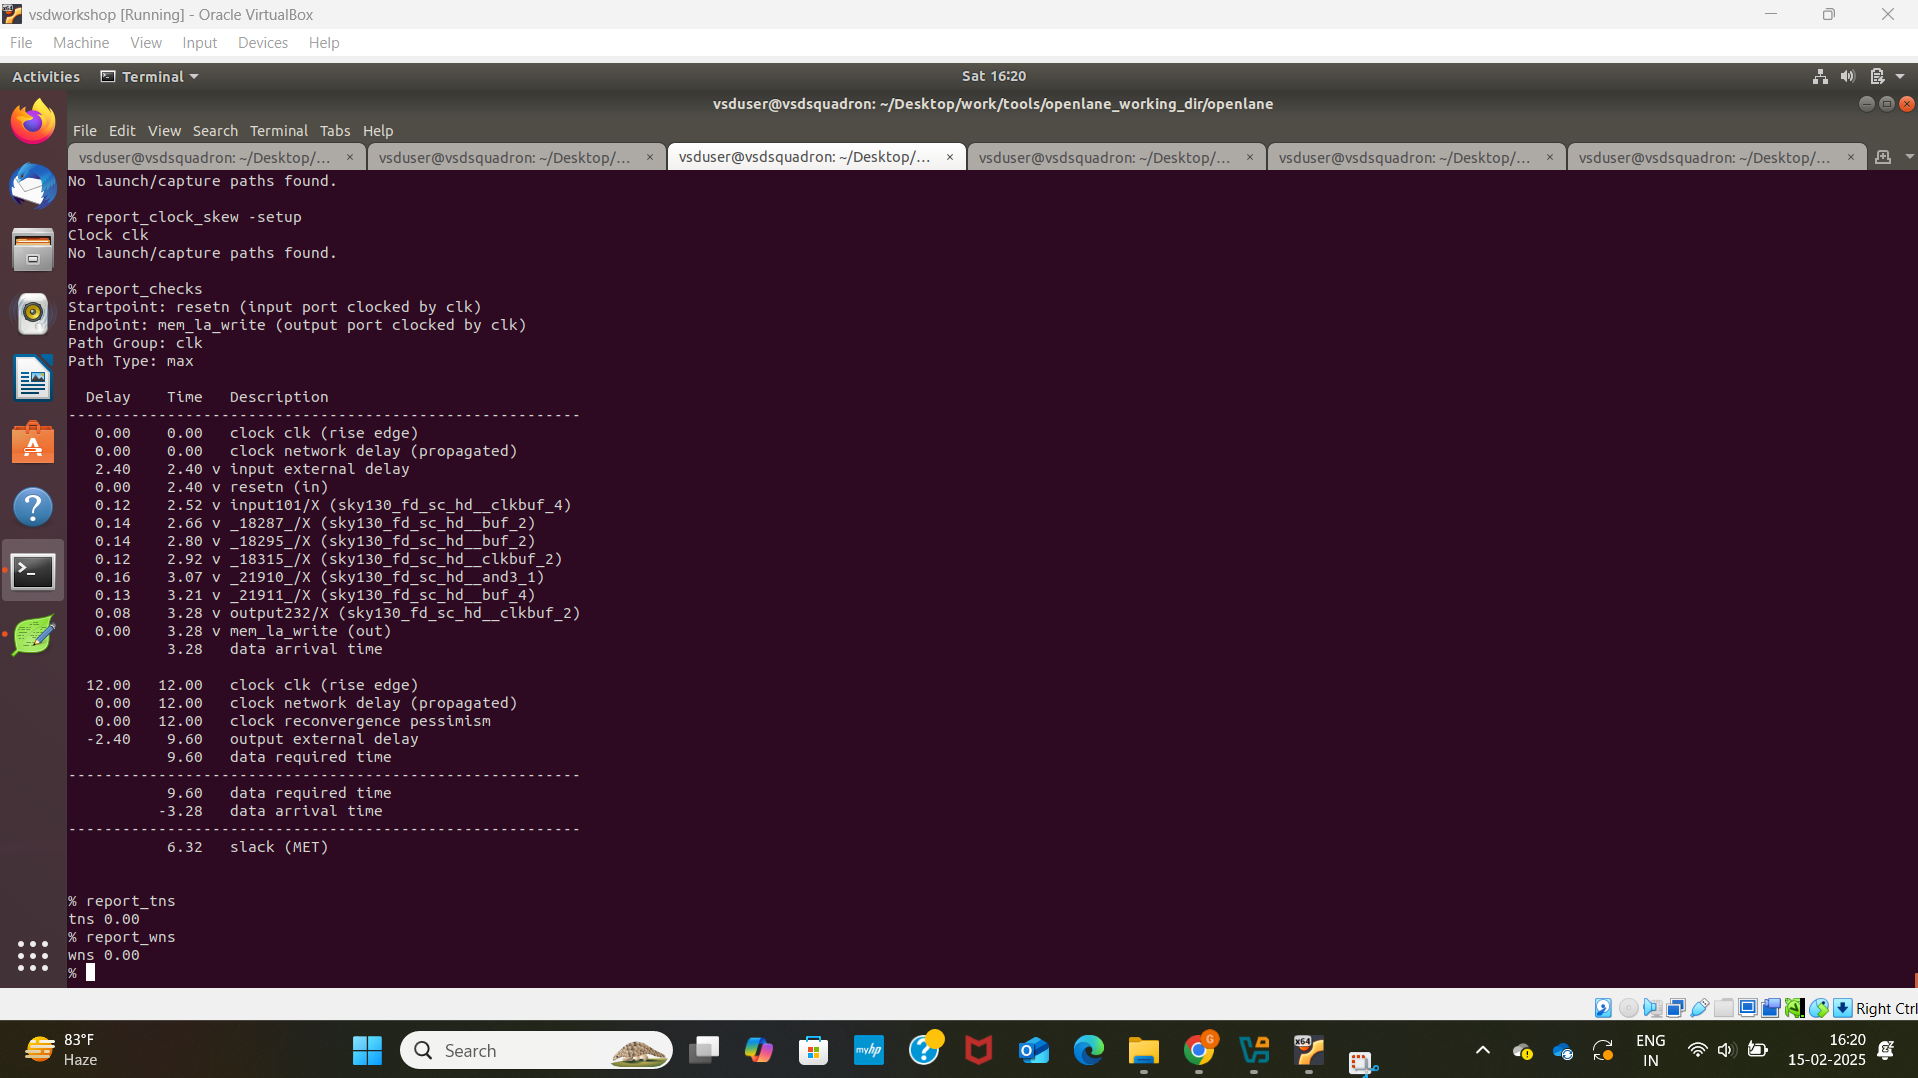 vsdworkshop [Running] - Oracle VirtualBox
File Machine View Input Devices Help
Activities Terminal Sat 16:20
vsduser@vsdsquadron: ~/Desktop/work/tools/openlane_working_dir/openlane
File Edit View Search Terminal Tabs Help
vsduser@vsdsquadron: ~/Desktop/... × vsduser@vsdsquadron: ~/Desktop/... × vsduser@vsdsquadron: ~/Desktop/... × vsduser@vsdsquadron: ~/Desktop/... × vsduser@vsdsquadron: ~/Desktop/... × vsduser@vsdsquadron: ~/Desktop/... ×
No launch/capture paths found.
% report_clock_skew -setup
Clock clk
No launch/capture paths found.
% report_checks
Startpoint: resetn (input port clocked by clk)
Endpoint: mem_la_write (output port clocked by clk)
Path Group: clk
Path Type: max
Delay Time Description
---------------------------------------------------------
0.00 0.00 clock clk (rise edge)
0.00 0.00 clock network delay (propagated)
2.40 2.40 v input external delay
0.00 2.40 v resetn (in)
0.12 2.52 v input101/X (sky130_fd_sc_hd__clkbuf_4)
0.14 2.66 v _18287_/X (sky130_fd_sc_hd__buf_2)
0.14 2.80 v _18295_/X (sky130_fd_sc_hd__buf_2)
0.12 2.92 v _18315_/X (sky130_fd_sc_hd__clkbuf_2)
0.16 3.07 v _21910_/X (sky130_fd_sc_hd__and3_1)
0.13 3.21 v _21911_/X (sky130_fd_sc_hd__buf_4)
0.08 3.28 v output232/X (sky130_fd_sc_hd__clkbuf_2)
0.00 3.28 v mem_la_write (out)
3.28 data arrival time
12.00 12.00 clock clk (rise edge)
0.00 12.00 clock network delay (propagated)
0.00 12.00 clock reconvergence pessimism
-2.40 9.60 output external delay
9.60 data required time
---------------------------------------------------------
9.60 data required time
-3.28 data arrival time
---------------------------------------------------------
6.32 slack (MET)
% report_tns
tns 0.00
% report_wns
wns 0.00
%
Right Ctrl
83°F
Haze
Search
myhp
G
x64
ENG
IN
16:20
15-02-2025